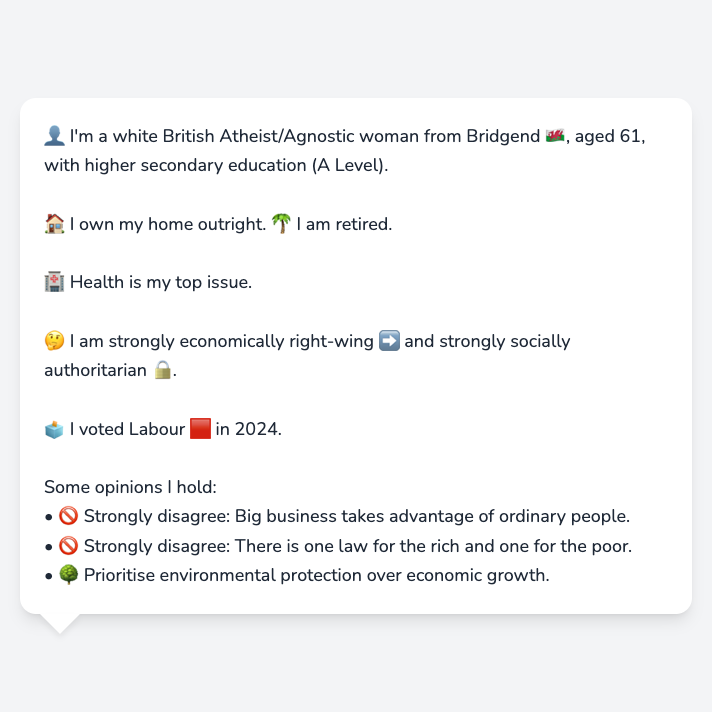 👤 I'm a white British Atheist/Agnostic woman from Bridgend 🏴󠁧󠁢󠁷󠁬󠁳󠁿, aged 61,
with higher secondary education (A Level).
🏠 I own my home outright. 🌴 I am retired.
🏥 Health is my top issue.
🤔 I am strongly economically right-wing ➡️ and strongly socially
authoritarian 🔒.
🗳️ I voted Labour 🟥 in 2024.
Some opinions I hold:
• 🚫 Strongly disagree: Big business takes advantage of ordinary people.
• 🚫 Strongly disagree: There is one law for the rich and one for the poor.
• 🌳 Prioritise environmental protection over economic growth.